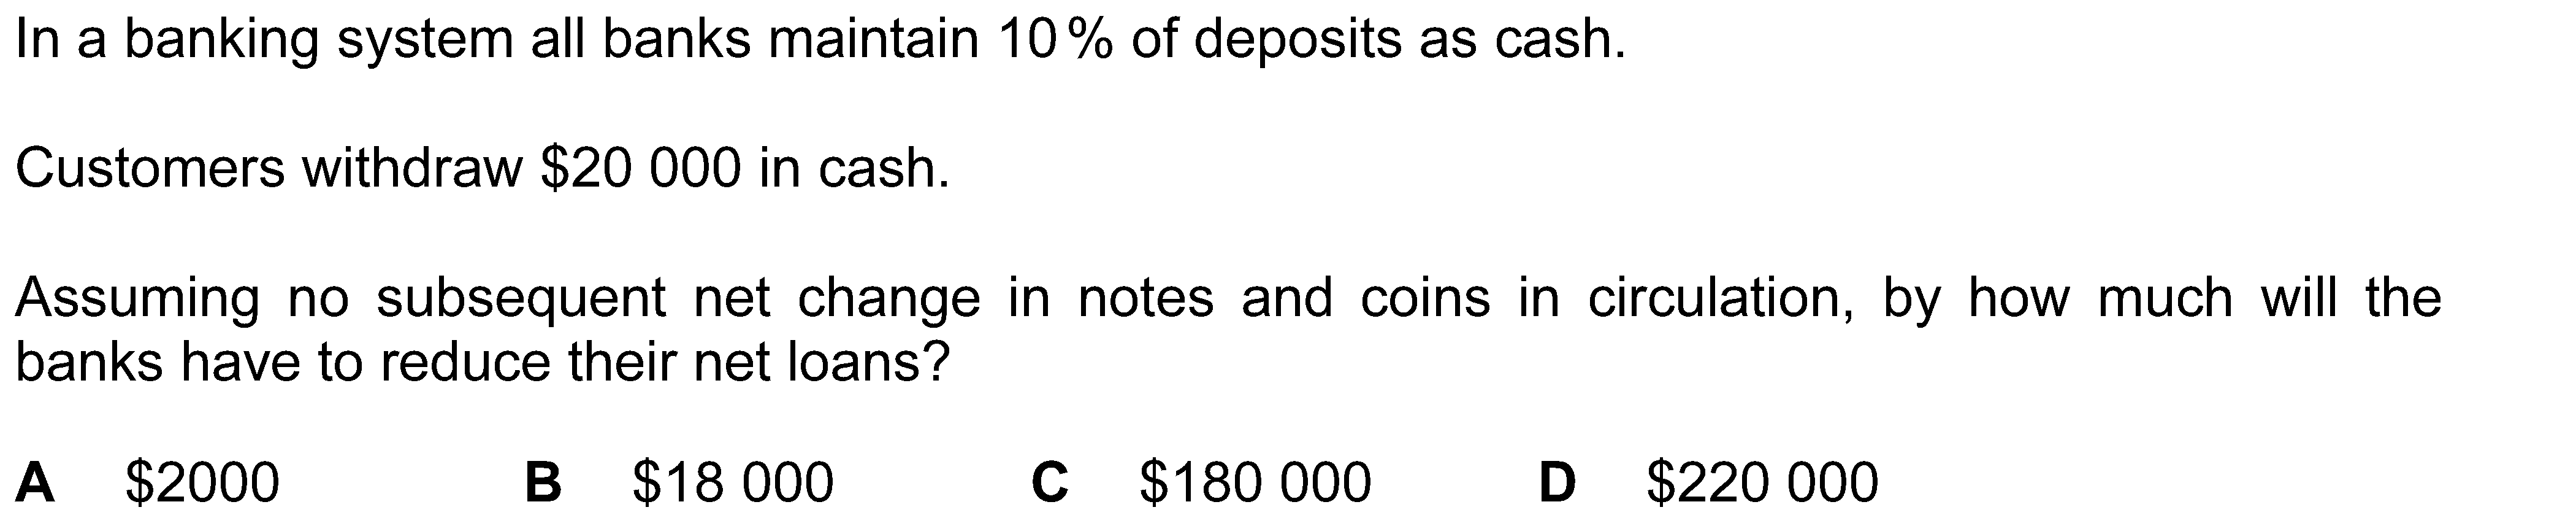 In a banking system all banks maintain 10% of deposits as cash.
Customers withdraw $20 000 in cash.
Assuming no subsequent net change in notes and coins in circulation, by how much will the
banks have to reduce their net loans?
A $2000 B $18 000 C $180 000 D $220 000